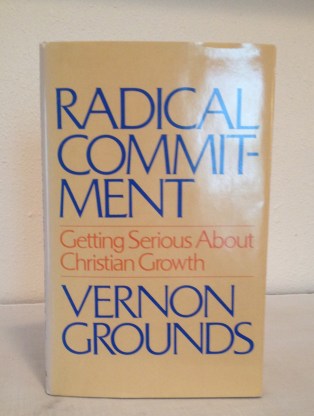 RADICAL
COMMIT-
MENT
Getting Serious About
Christian Growth
VERNON
GROUNDS